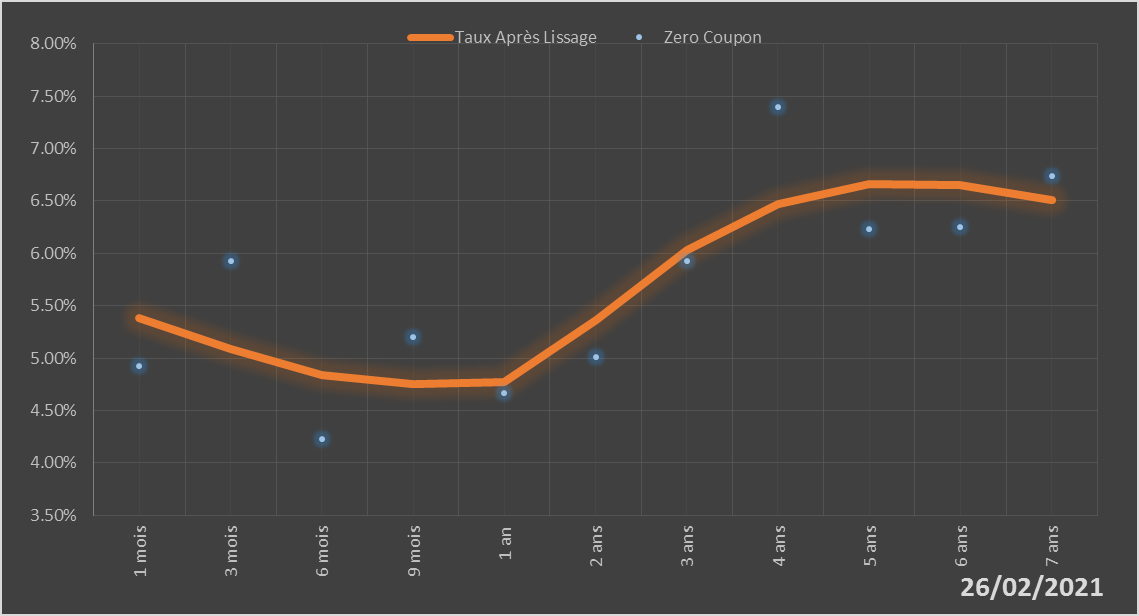 Taux Après Lissage
Zero Coupon
8.00%
7.50%
7.00%
6.50%
6.00%
5.50%
5.00%
4.50%
4.00%
3.50%
1 mois
3 mois
6 mois
9 mois
1 an
2 ans
3 ans
4 ans
5 ans
6 ans
7 ans
26/02/2021